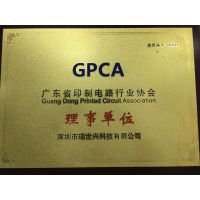 GPCA
广东省印制电路行业协会
Guang Dong Printed Circuit Association
理事单位
深圳市瑞世兴科技有限公司